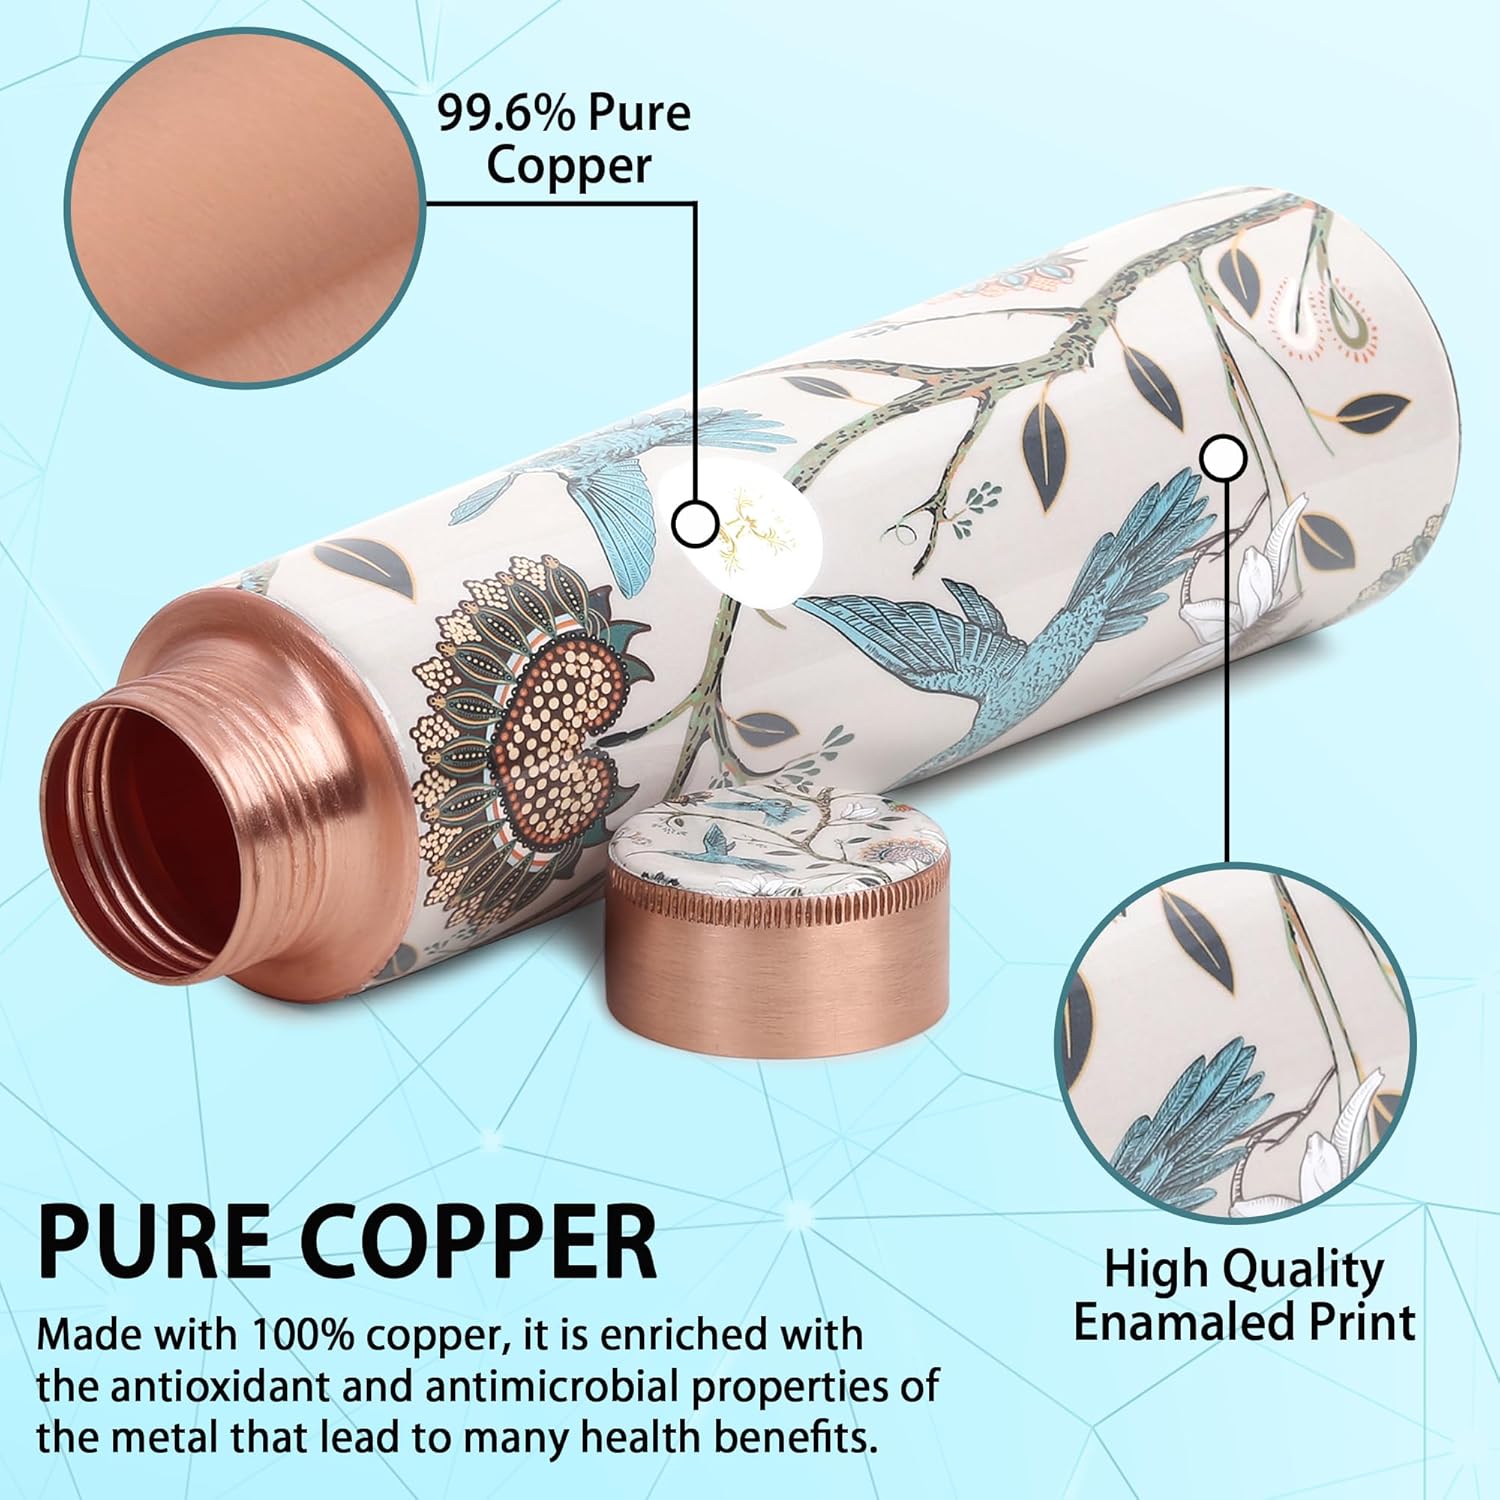 99.6% Pure
Copper
PURE COPPER
Made with 100% copper, it is enriched with
the antioxidant and antimicrobial properties of
the metal that lead to many health benefits.
High Quality
Enamaled Print